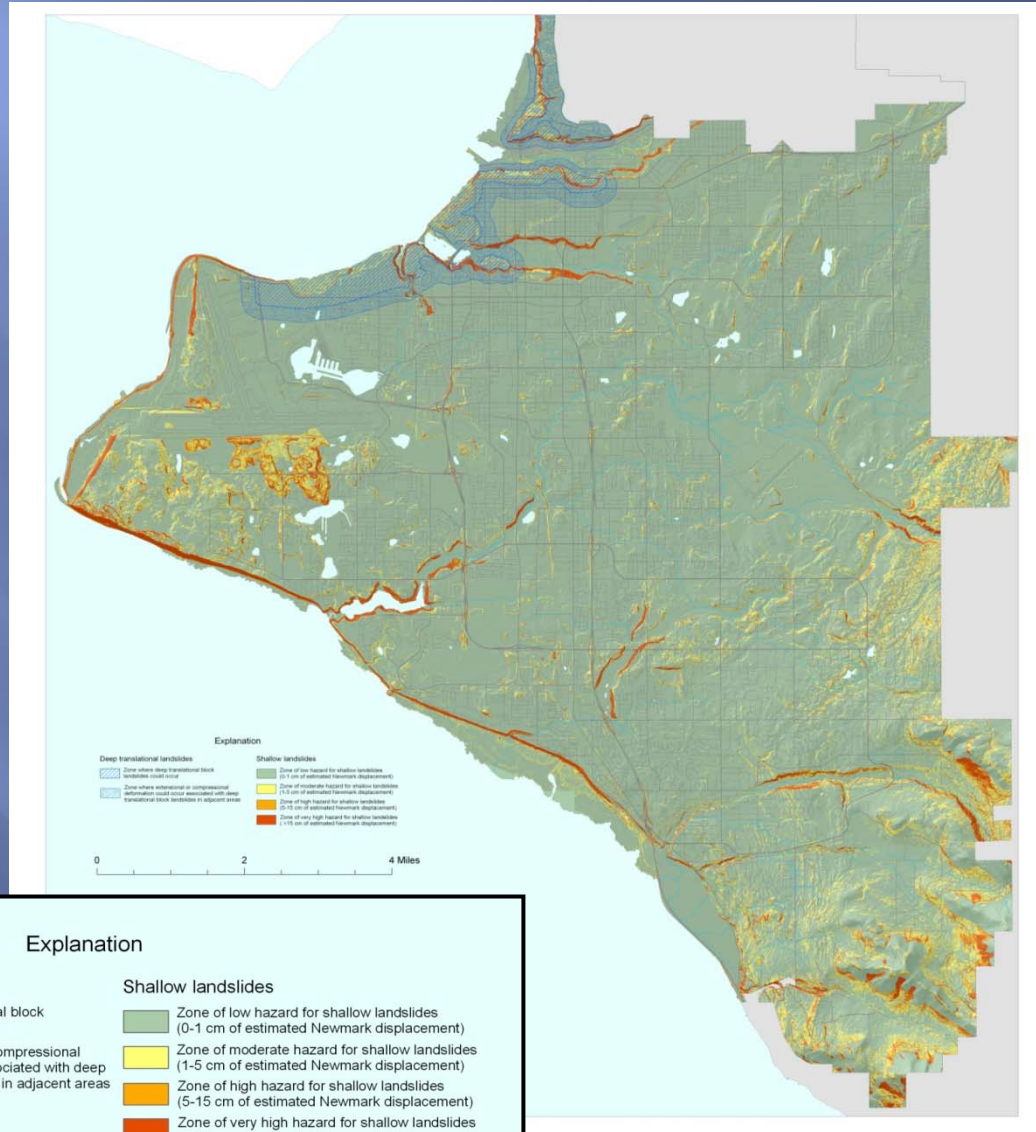 Explanation
Deep translational landslides
Zone where deep translational block
landslides could occur
Zone where extensional or compressional
deformation could occur associated with deep
translational block landslides in adjacent areas
Shallow landslides
Zone of low hazard for shallow landslides
(0-1 cm of estimated Newmark displacement)
Zone of moderate hazard for shallow landslides
(1-5 cm of estimated Newmark displacement)
Zone of high hazard for shallow landslides
(5-15 cm of estimated Newmark displacement)
Zone of very high hazard for shallow landslides
( >15 cm of estimated Newmark displacement)
0 2 4 Miles
Explanation
al block
ompressional
ociated with deep
in adjacent areas
Shallow landslides
Zone of low hazard for shallow landslides
(0-1 cm of estimated Newmark displacement)
Zone of moderate hazard for shallow landslides
(1-5 cm of estimated Newmark displacement)
Zone of high hazard for shallow landslides
(5-15 cm of estimated Newmark displacement)
Zone of very high hazard for shallow landslides